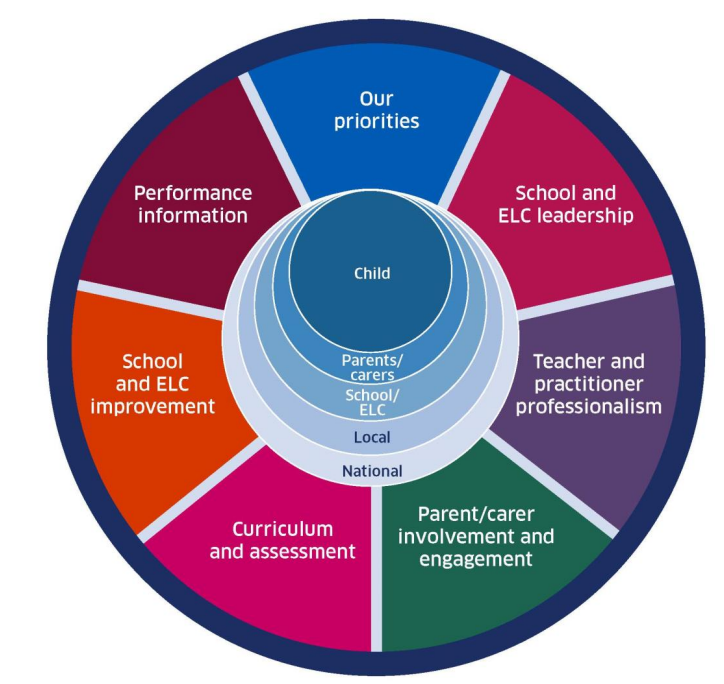 Our
priorities
School and
ELC leadership
Teacher and
practitioner
professionalism
Parent/carer
involvement and
engagement
Curriculum
and assessment
School
and ELC
improvement
Performance
information
Child
Parents/
carers
School/
ELC
Local
National